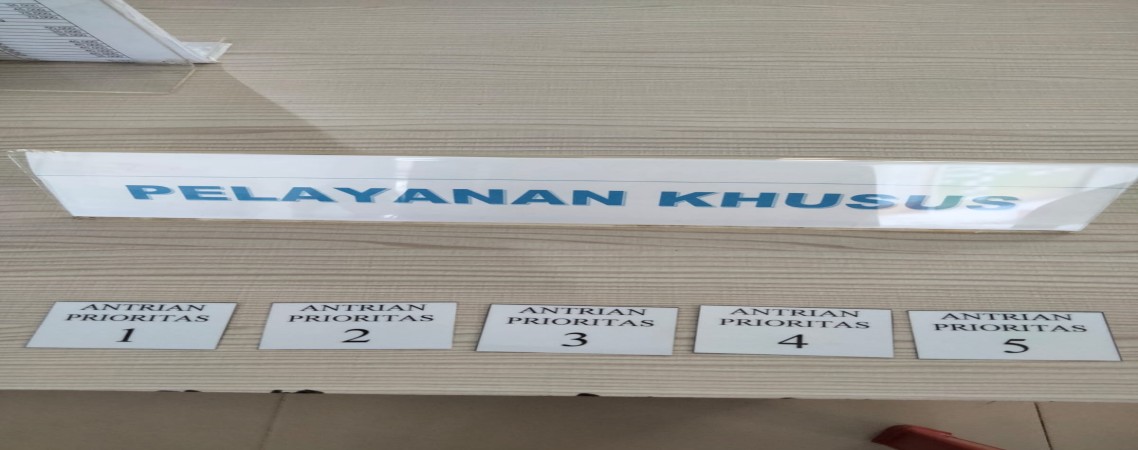 PELAYANAN KHUSUS
ANTRIAN
PRIORITAS
1
ANTRIAN
PRIORITAS
2
ANTRIAN
PRIORITAS
3
ANTRIAN
PRIORITAS
4
ANTRIAN
PRIORITAS
5